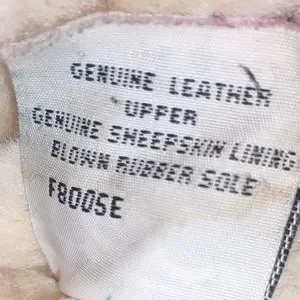 GENUINE LEATHER
UPPER
GENUINE SHEEPSKIN LINING
BLOWN RUBBER SOLE
F8005E